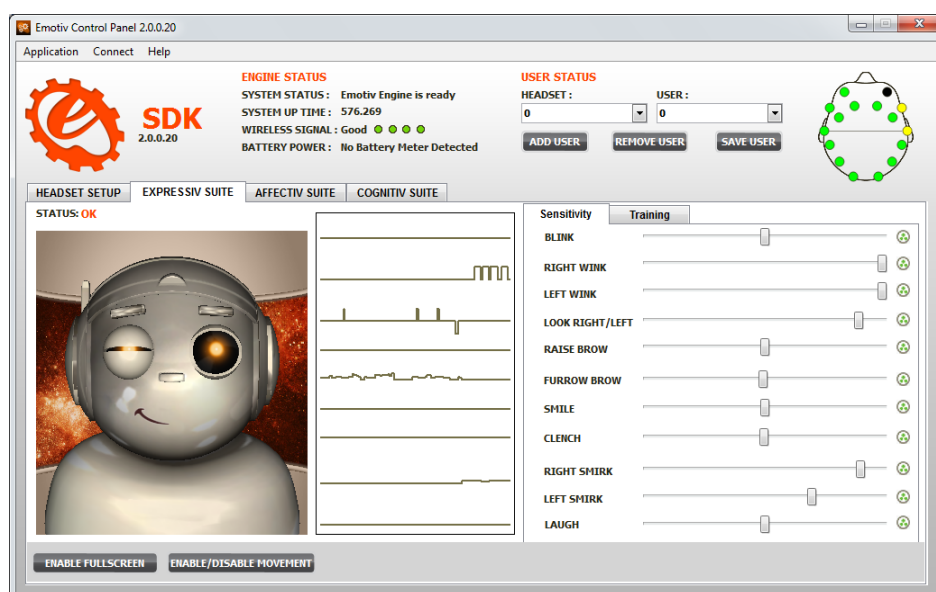 Emotiv Control Panel 2.0.0.20
Application Connect Help
SDK
2.0.0.20
ENGINE STATUS
SYSTEM STATUS : Emotiv Engine is ready
SYSTEM UP TIME : 576.269
WIRELESS SIGNAL : Good
BATTERY POWER : No Battery Meter Detected
USER STATUS
HEADSET : USER :
0 0
ADD USER REMOVE USER SAVE USER
HEADSET SETUP EXPRESSIV SUITE AFFECTIV SUITE COGNITIV SUITE
STATUS: OK
Sensitivity Training
BLINK
RIGHT WINK
LEFT WINK
LOOK RIGHT/LEFT
RAISE BROW
FURROW BROW
SMILE
CLENCH
RIGHT SMIRK
LEFT SMIRK
LAUGH
ENABLE FULLSCREEN ENABLE/DISABLE MOVEMENT